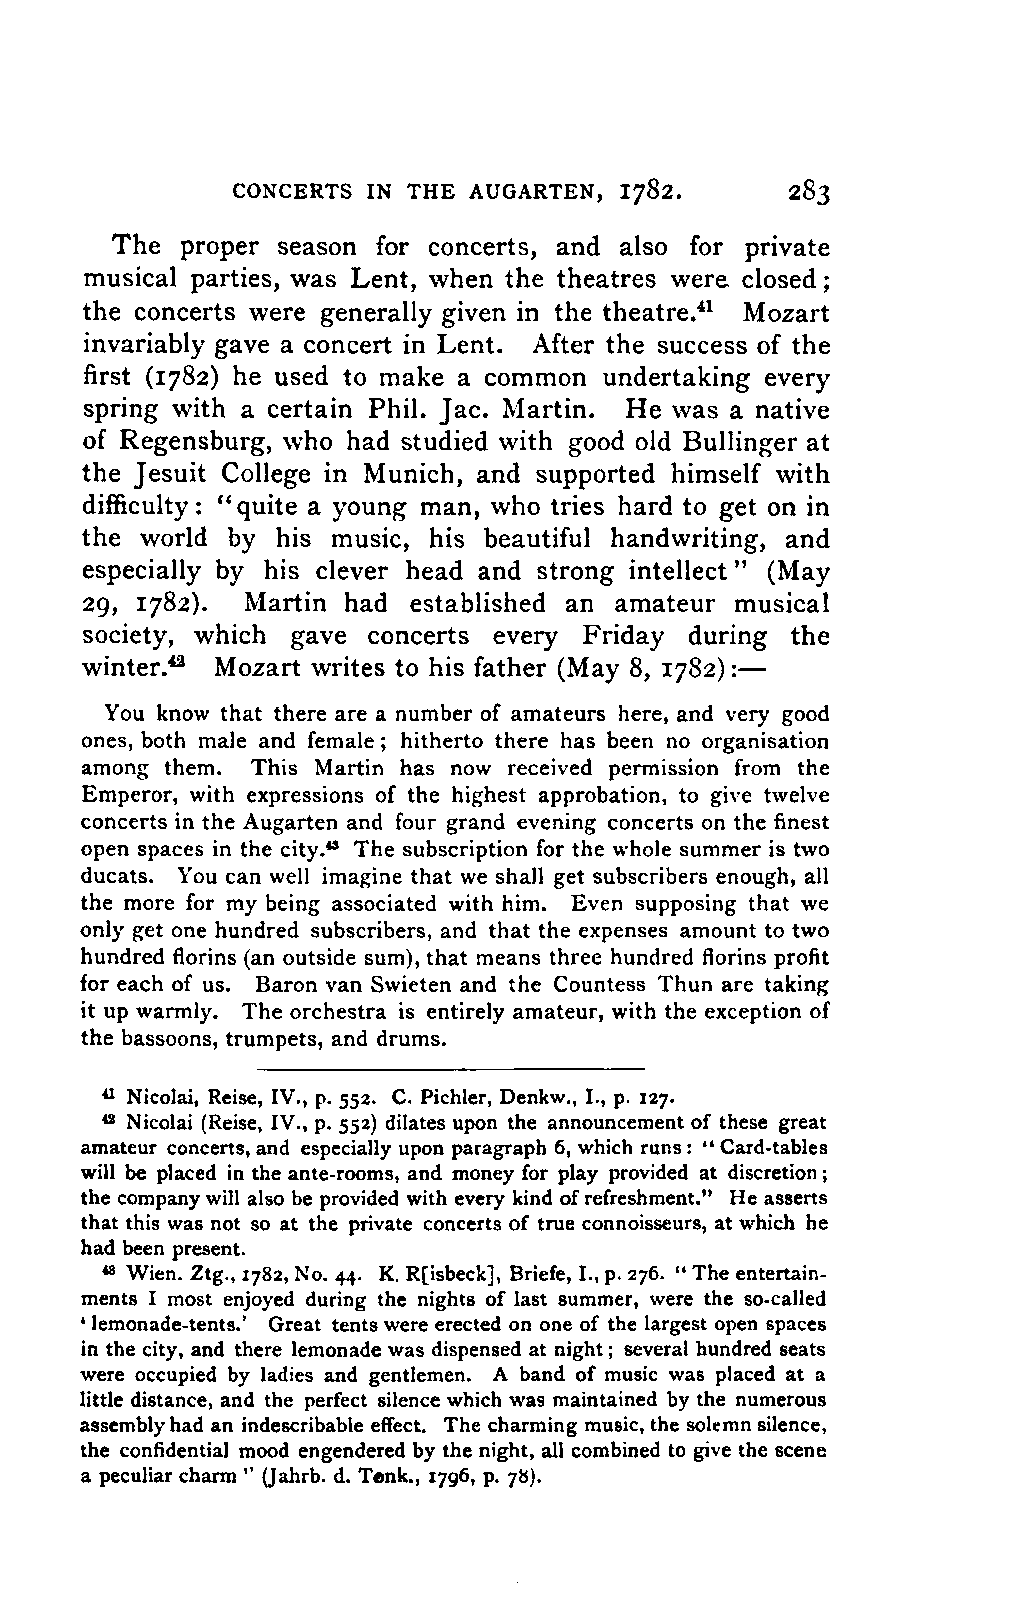 CONCERTS IN THE AUGARTEN, 1782. 283
The proper season for concerts, and also for private
musical parties, was Lent, when the theatres were closed;
the concerts were generally given in the theatre.41 Mozart
invariably gave a concert in Lent. After the success of the
first (1782) he used to make a common undertaking every
spring with a certain Phil. Jac. Martin. He was a native
of Regensburg, who had studied with good old Bullinger at
the Jesuit College in Munich, and supported himself with
difficulty: "quite a young man, who tries hard to get on in
the world by his music, his beautiful handwriting, and
especially by his clever head and strong intellect" (May
29, 1782). Martin had established an amateur musical
society, which gave concerts every Friday during the
winter.42 Mozart writes to his father (May 8, 1782):—
You know that there are a number of amateurs here, and very good
ones, both male and female; hitherto there has been no organisation
among them. This Martin has now received permission from the
Emperor, with expressions of the highest approbation, to give twelve
concerts in the Augarten and four grand evening concerts on the finest
open spaces in the city.43 The subscription for the whole summer is two
ducats. You can well imagine that we shall get subscribers enough, all
the more for my being associated with him. Even supposing that we
only get one hundred subscribers, and that the expenses amount to two
hundred florins (an outside sum), that means three hundred florins profit
for each of us. Baron van Swieten and the Countess Thun are taking
it up warmly. The orchestra is entirely amateur, with the exception of
the bassoons, trumpets, and drums.
41 Nicolai, Reise, IV., p. 552. C. Pichler, Denkw., I., p. 127.
42 Nicolai (Reise, IV., p. 552) dilates upon the announcement of these great
amateur concerts, and especially upon paragraph 6, which runs: "Card-tables
will be placed in the ante-rooms, and money for play provided at discretion;
the company will also be provided with every kind of refreshment." He asserts
that this was not so at the private concerts of true connoisseurs, at which he
had been present.
43 Wien. Ztg., 1782, No. 44. K. R[isbeck], Briefe, I., p. 276. "The entertain-
ments I most enjoyed during the nights of last summer, were the so-called
'lemonade-tents.' Great tents were erected on one of the largest open spaces
in the city, and there lemonade was dispensed at night; several hundred seats
were occupied by ladies and gentlemen. A band of music was placed at a
little distance, and the perfect silence which was maintained by the numerous
assembly had an indescribable effect. The charming music, the solemn silence,
the confidential mood engendered by the night, all combined to give the scene
a peculiar charm" (Jahrb. d. Tonk., 1796, p. 78).